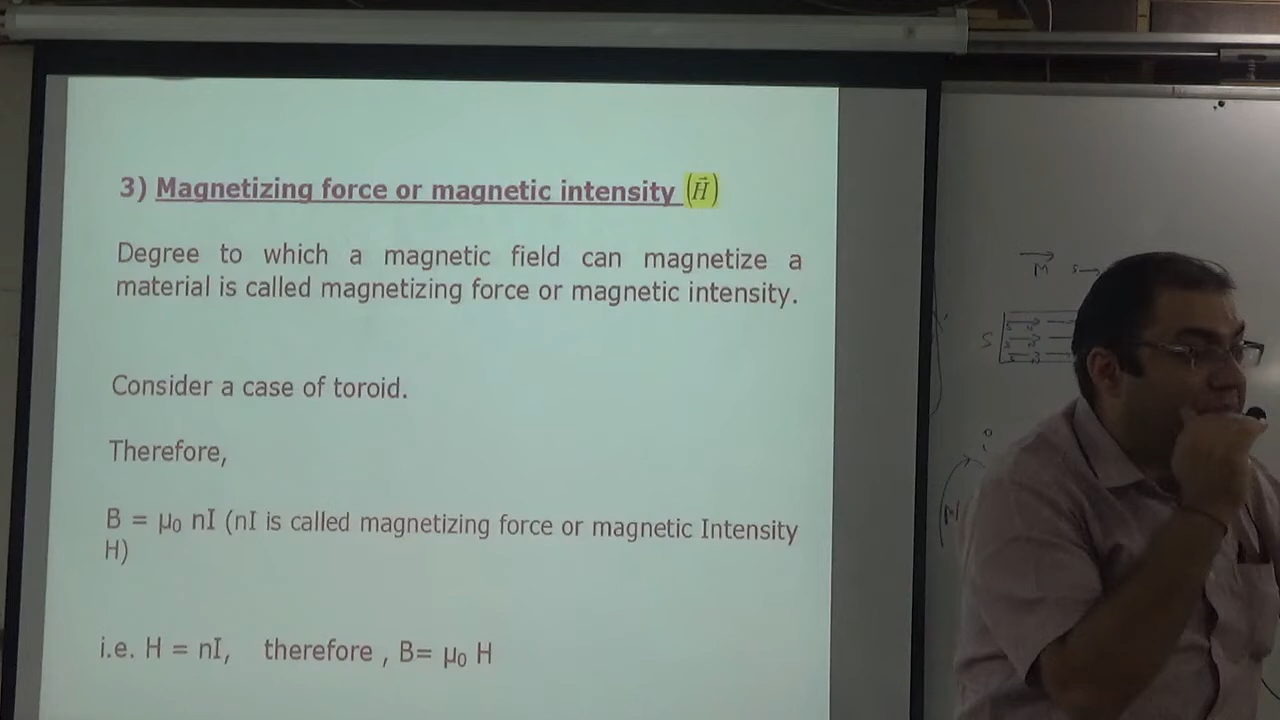 3) Magnetizing force or magnetic intensity (H⃗)
Degree to which a magnetic field can magnetize a
material is called magnetizing force or magnetic intensity.
Consider a case of toroid.
Therefore,
B = μ₀ nI (nI is called magnetizing force or magnetic Intensity
H)
i.e. H = nI, therefore , B= μ₀ H
M
S